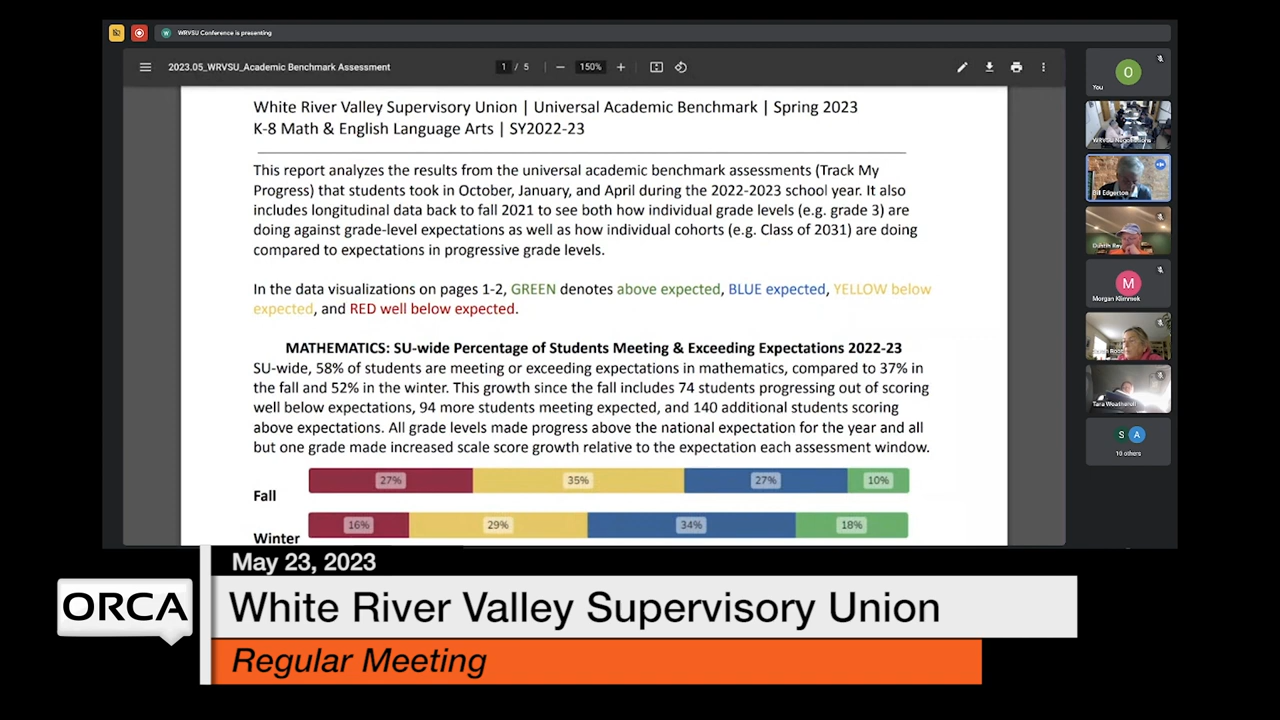 WRVSU Conference is presenting
2023.05_WRVSU_Academic Benchmark Assessment
1 / 5
150%
White River Valley Supervisory Union | Universal Academic Benchmark | Spring 2023
K-8 Math & English Language Arts | SY2022-23
This report analyzes the results from the universal academic benchmark assessments (Track My
Progress) that students took in October, January, and April during the 2022-2023 school year. It also
includes longitudinal data back to fall 2021 to see both how individual grade levels (e.g. grade 3) are
doing against grade-level expectations as well as how individual cohorts (e.g. Class of 2031) are doing
compared to expectations in progressive grade levels.
In the data visualizations on pages 1-2, GREEN denotes above expected, BLUE expected, YELLOW below
expected, and RED well below expected.
MATHEMATICS: SU-wide Percentage of Students Meeting & Exceeding Expectations 2022-23
SU-wide, 58% of students are meeting or exceeding expectations in mathematics, compared to 37% in
the fall and 52% in the winter. This growth since the fall includes 74 students progressing out of scoring
well below expectations, 94 more students meeting expected, and 140 additional students scoring
above expectations. All grade levels made progress above the national expectation for the year and all
but one grade made increased scale score growth relative to the expectation each assessment window.
Fall 27% 35% 27% 10%
Winter 16% 29% 34% 18%
W
O
You
WRVSU Negotiations
Bill Edgerton
M
Morgan Klimmek
S A
10 others
May 23, 2023
ORCA
White River Valley Supervisory Union
Regular Meeting